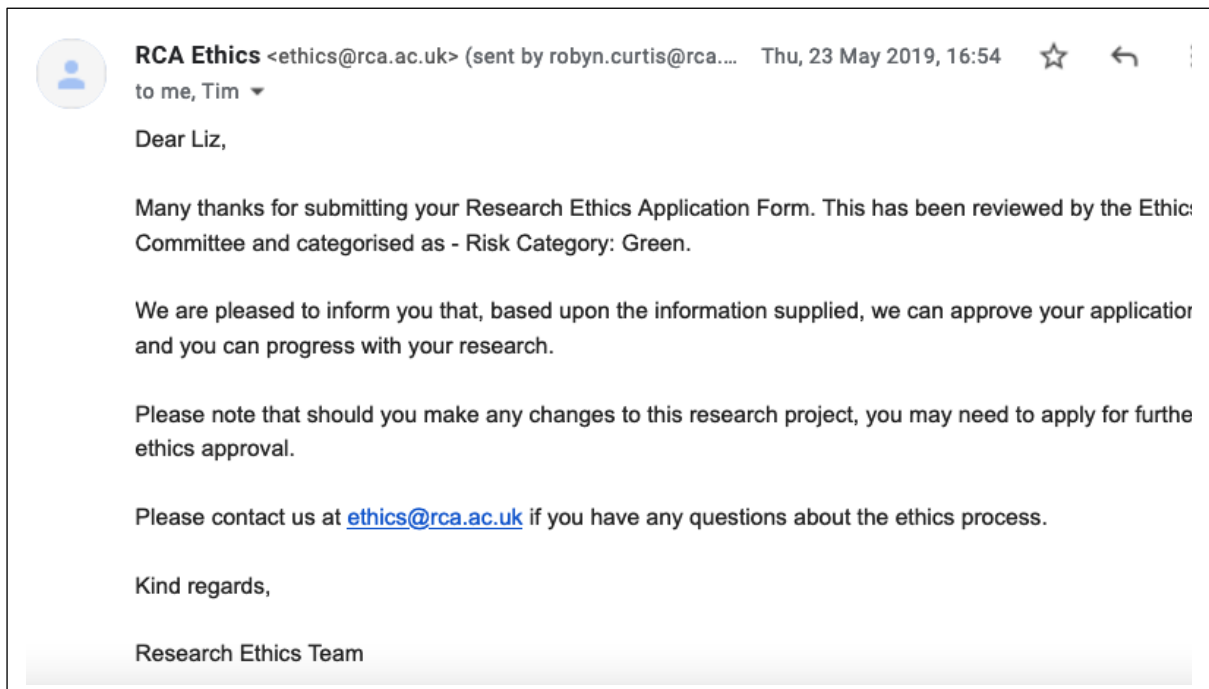 RCA Ethics <ethics@rca.ac.uk> (sent by robyn.curtis@rca.... Thu, 23 May 2019, 16:54
to me, Tim
Dear Liz,
Many thanks for submitting your Research Ethics Application Form. This has been reviewed by the Ethics
Committee and categorised as - Risk Category: Green.
We are pleased to inform you that, based upon the information supplied, we can approve your application
and you can progress with your research.
Please note that should you make any changes to this research project, you may need to apply for furthe
ethics approval.
Please contact us at ethics@rca.ac.uk if you have any questions about the ethics process.
Kind regards,
Research Ethics Team